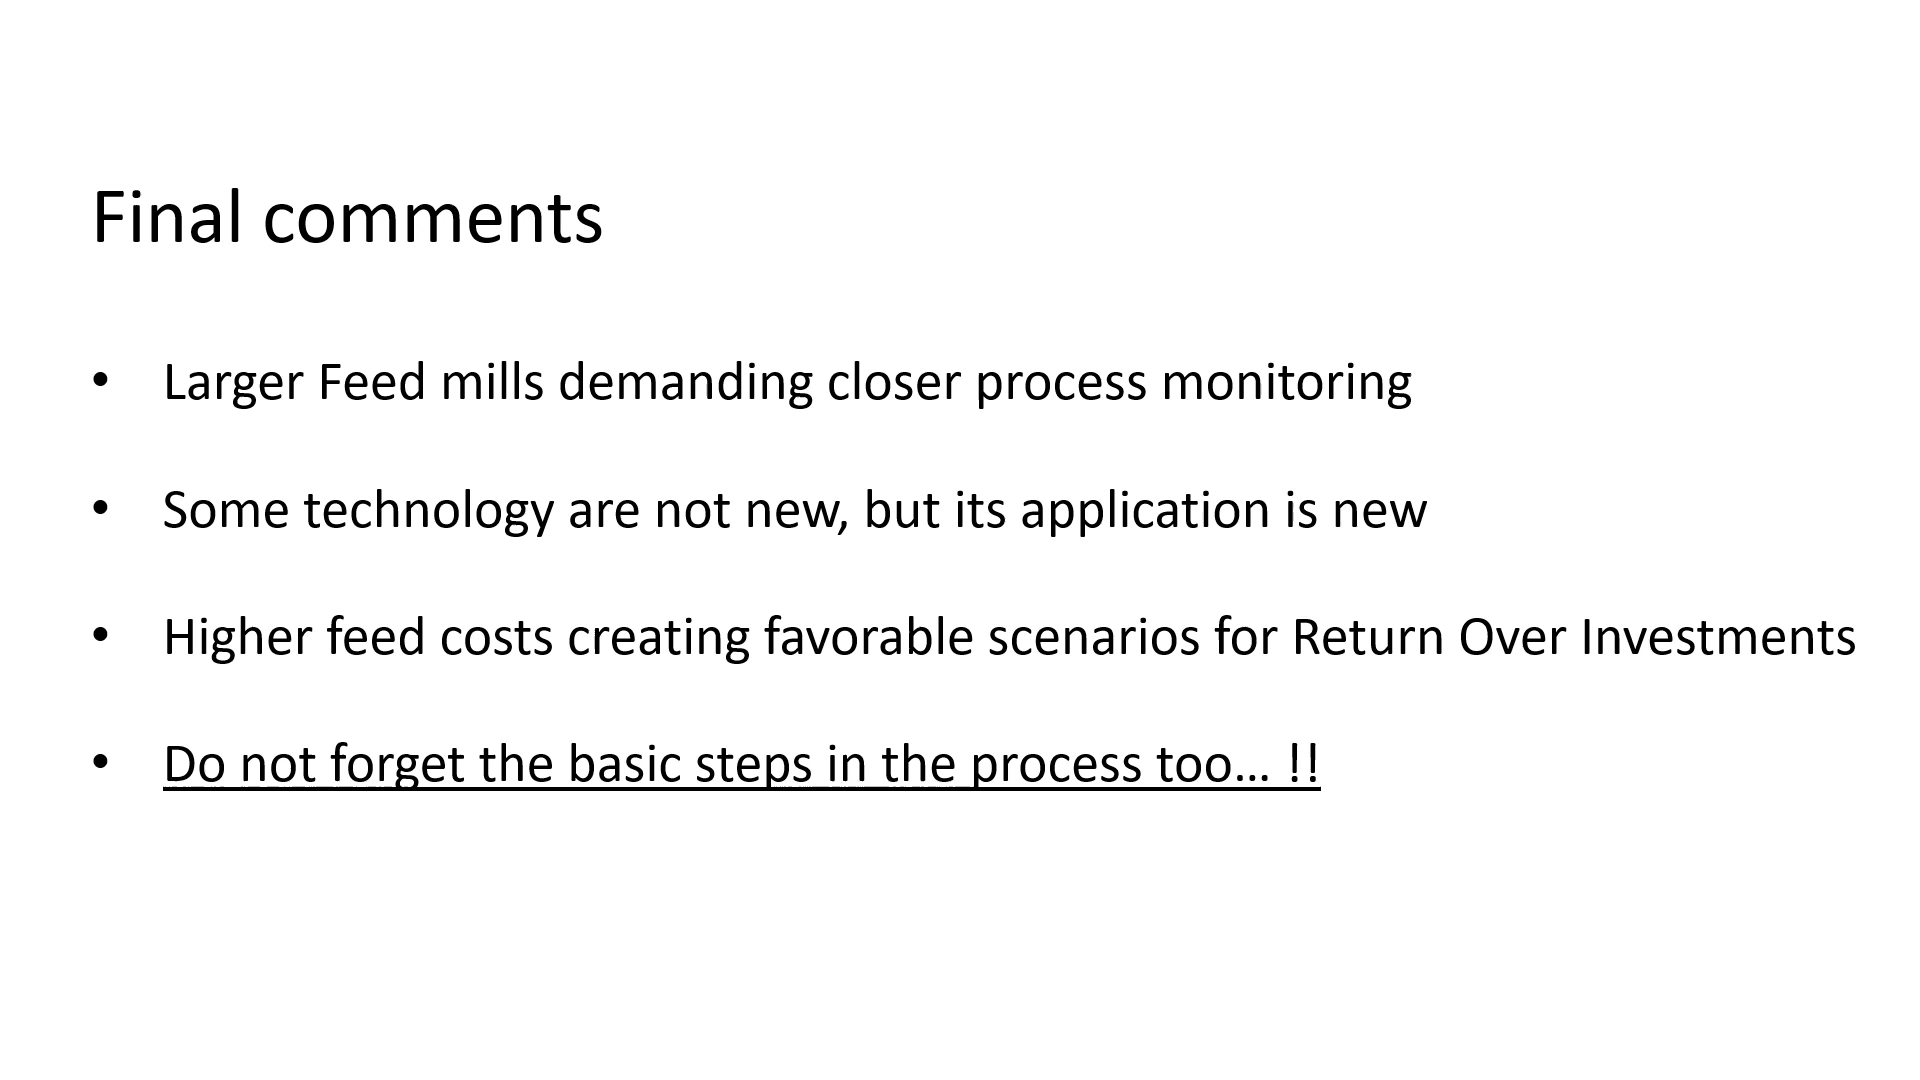 Final comments
• Larger Feed mills demanding closer process monitoring
• Some technology are not new, but its application is new
• Higher feed costs creating favorable scenarios for Return Over Investments
• Do not forget the basic steps in the process too... !!